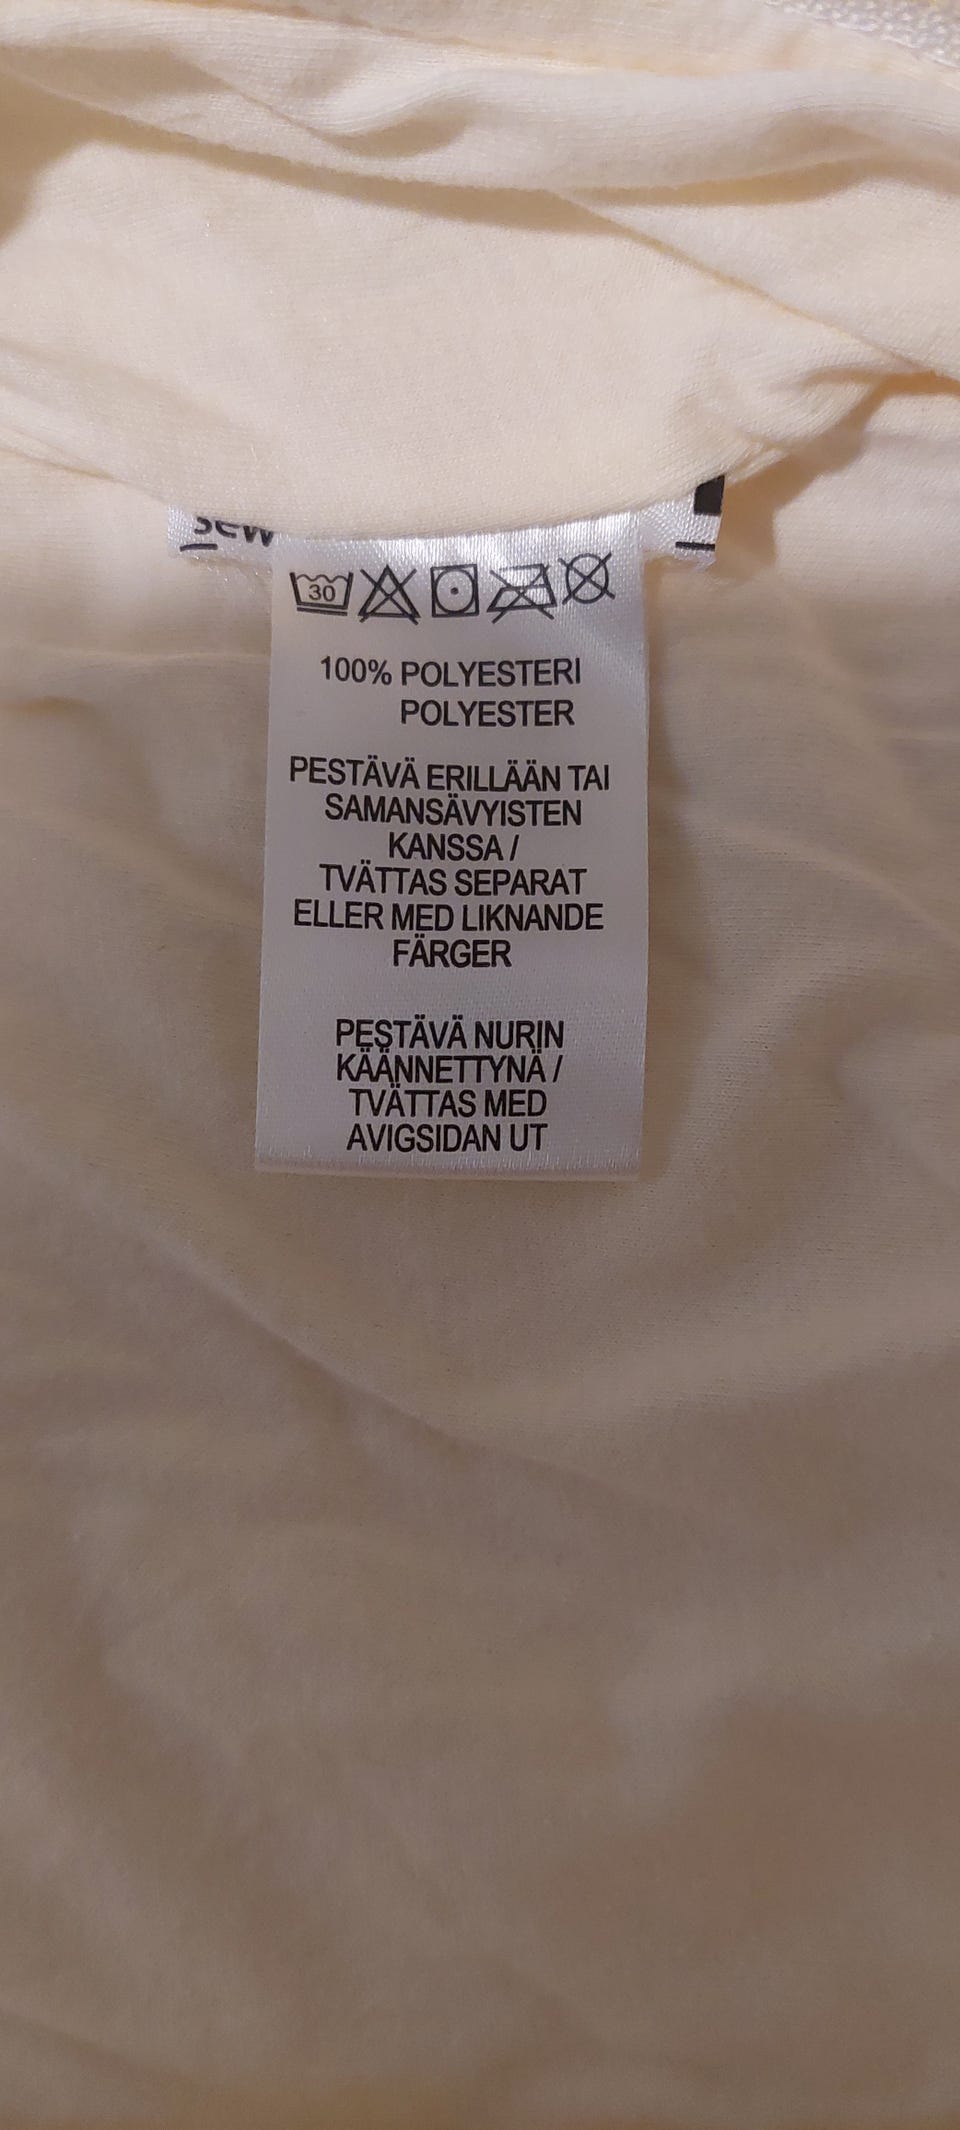 sew
30
100% POLYESTERI
POLYESTER
PESTÄVÄ ERILLÄÄN TAI
SAMANSÄVYISTEN
KANSSA /
TVÄTTAS SEPARAT
ELLER MED LIKNANDE
FÄRGER
PESTÄVÄ NURIN
KÄÄNNETTYNÄ /
TVÄTTAS MED
AVIGSIDAN UT